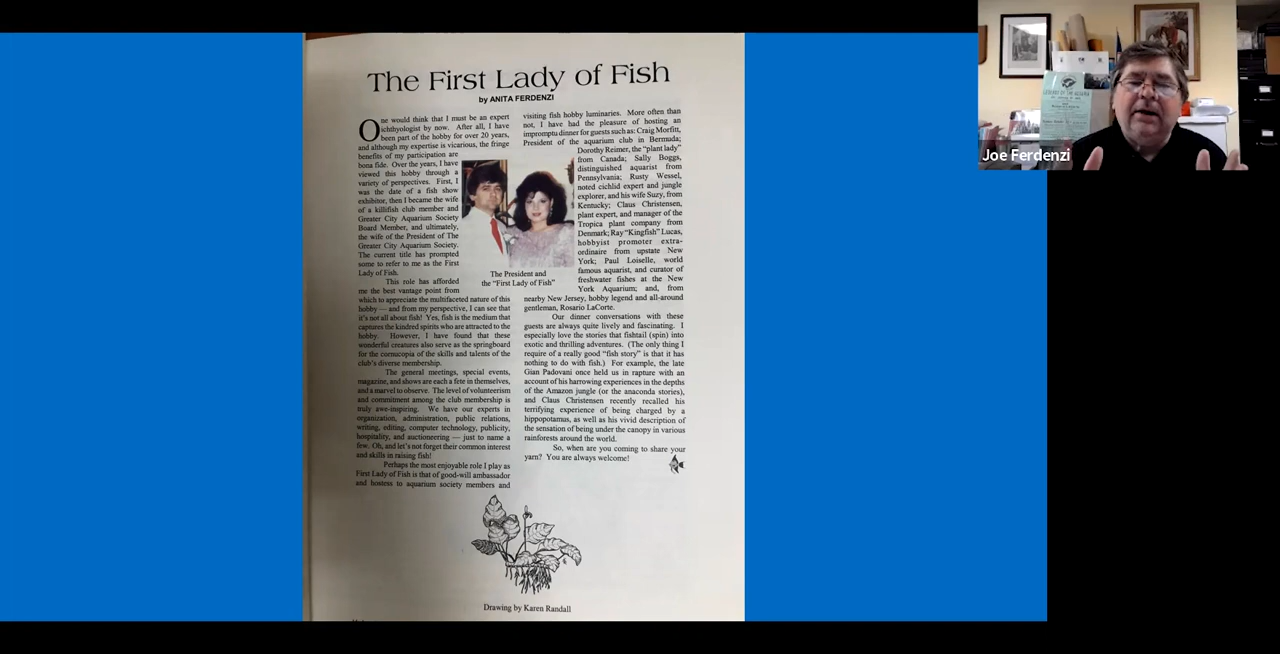 The First Lady of Fish
by ANITA FERDENZI
One would think that I must be an expert
ichthyologist by now. After all, I have
been part of the hobby for over 20 years,
and although my expertise is vicarious, the fringe
benefits of my participation are
bona fide. Over the years, I have
viewed this hobby through a
variety of perspectives. First, I
was the date of a fish show
exhibitor, then I became the wife
of a killifish club member and
Greater City Aquarium Society
Board Member, and ultimately,
the wife of the President of The
Greater City Aquarium Society.
The current title has prompted
some to refer to me as the First
Lady of Fish.
This role has afforded
me the best vantage point from
which to appreciate the multifaceted nature of this
hobby — and from my perspective, I can see that
it's not all about fish! Yes, fish is the medium that
captures the kindred spirits who are attracted to the
hobby. However, I have found that these
wonderful creatures also serve as the springboard
for the cornucopia of the skills and talents of the
club's diverse membership.
The general meetings, special events,
magazine, and shows are each a fete in themselves,
and a marvel to observe. The level of volunteerism
and commitment among the club membership is
truly awe-inspiring. We have our experts in
organization, administration, public relations,
writing, editing, computer technology, publicity,
hospitality, and auctioneering — just to name a
few. Oh, and let's not forget their common interest
and skills in raising fish!
Perhaps the most enjoyable role I play as
First Lady of Fish is that of good-will ambassador
and hostess to aquarium society members and
visiting fish hobby luminaries. More often than
not, I have had the pleasure of hosting an
impromptu dinner for guests such as: Craig Morfitt,
President of the aquarium club in Bermuda;
Dorothy Reimer, the "plant lady"
from Canada; Sally Boggs,
distinguished aquarist from
Pennsylvania; Rusty Wessel,
noted cichlid expert and jungle
explorer, and his wife Suzy, from
Kentucky; Claus Christensen,
plant expert, and manager of the
Tropica plant company from
Denmark; Ray "Kingfish" Lucas,
hobbyist promoter extra-
ordinaire from upstate New
York; Paul Loiselle, world
famous aquarist, and curator of
freshwater fishes at the New
York Aquarium; and, from
nearby New Jersey, hobby legend and all-around
gentleman, Rosario LaCorte.
Our dinner conversations with these
guests are always quite lively and fascinating. I
especially love the stories that fishtail (spin) into
exotic and thrilling adventures. (The only thing I
require of a really good "fish story" is that it has
nothing to do with fish.) For example, the late
Gian Padovani once held us in rapture with an
account of his harrowing experiences in the depths
of the Amazon jungle (or the anaconda stories),
and Claus Christensen recently recalled his
terrifying experience of being charged by a
hippopotamus, as well as his vivid description of
the sensation of being under the canopy in various
rainforests around the world.
So, when are you coming to share your
yarn? You are always welcome!
The President and
the "First Lady of Fish"
Drawing by Karen Randall
Joe Ferdenzi